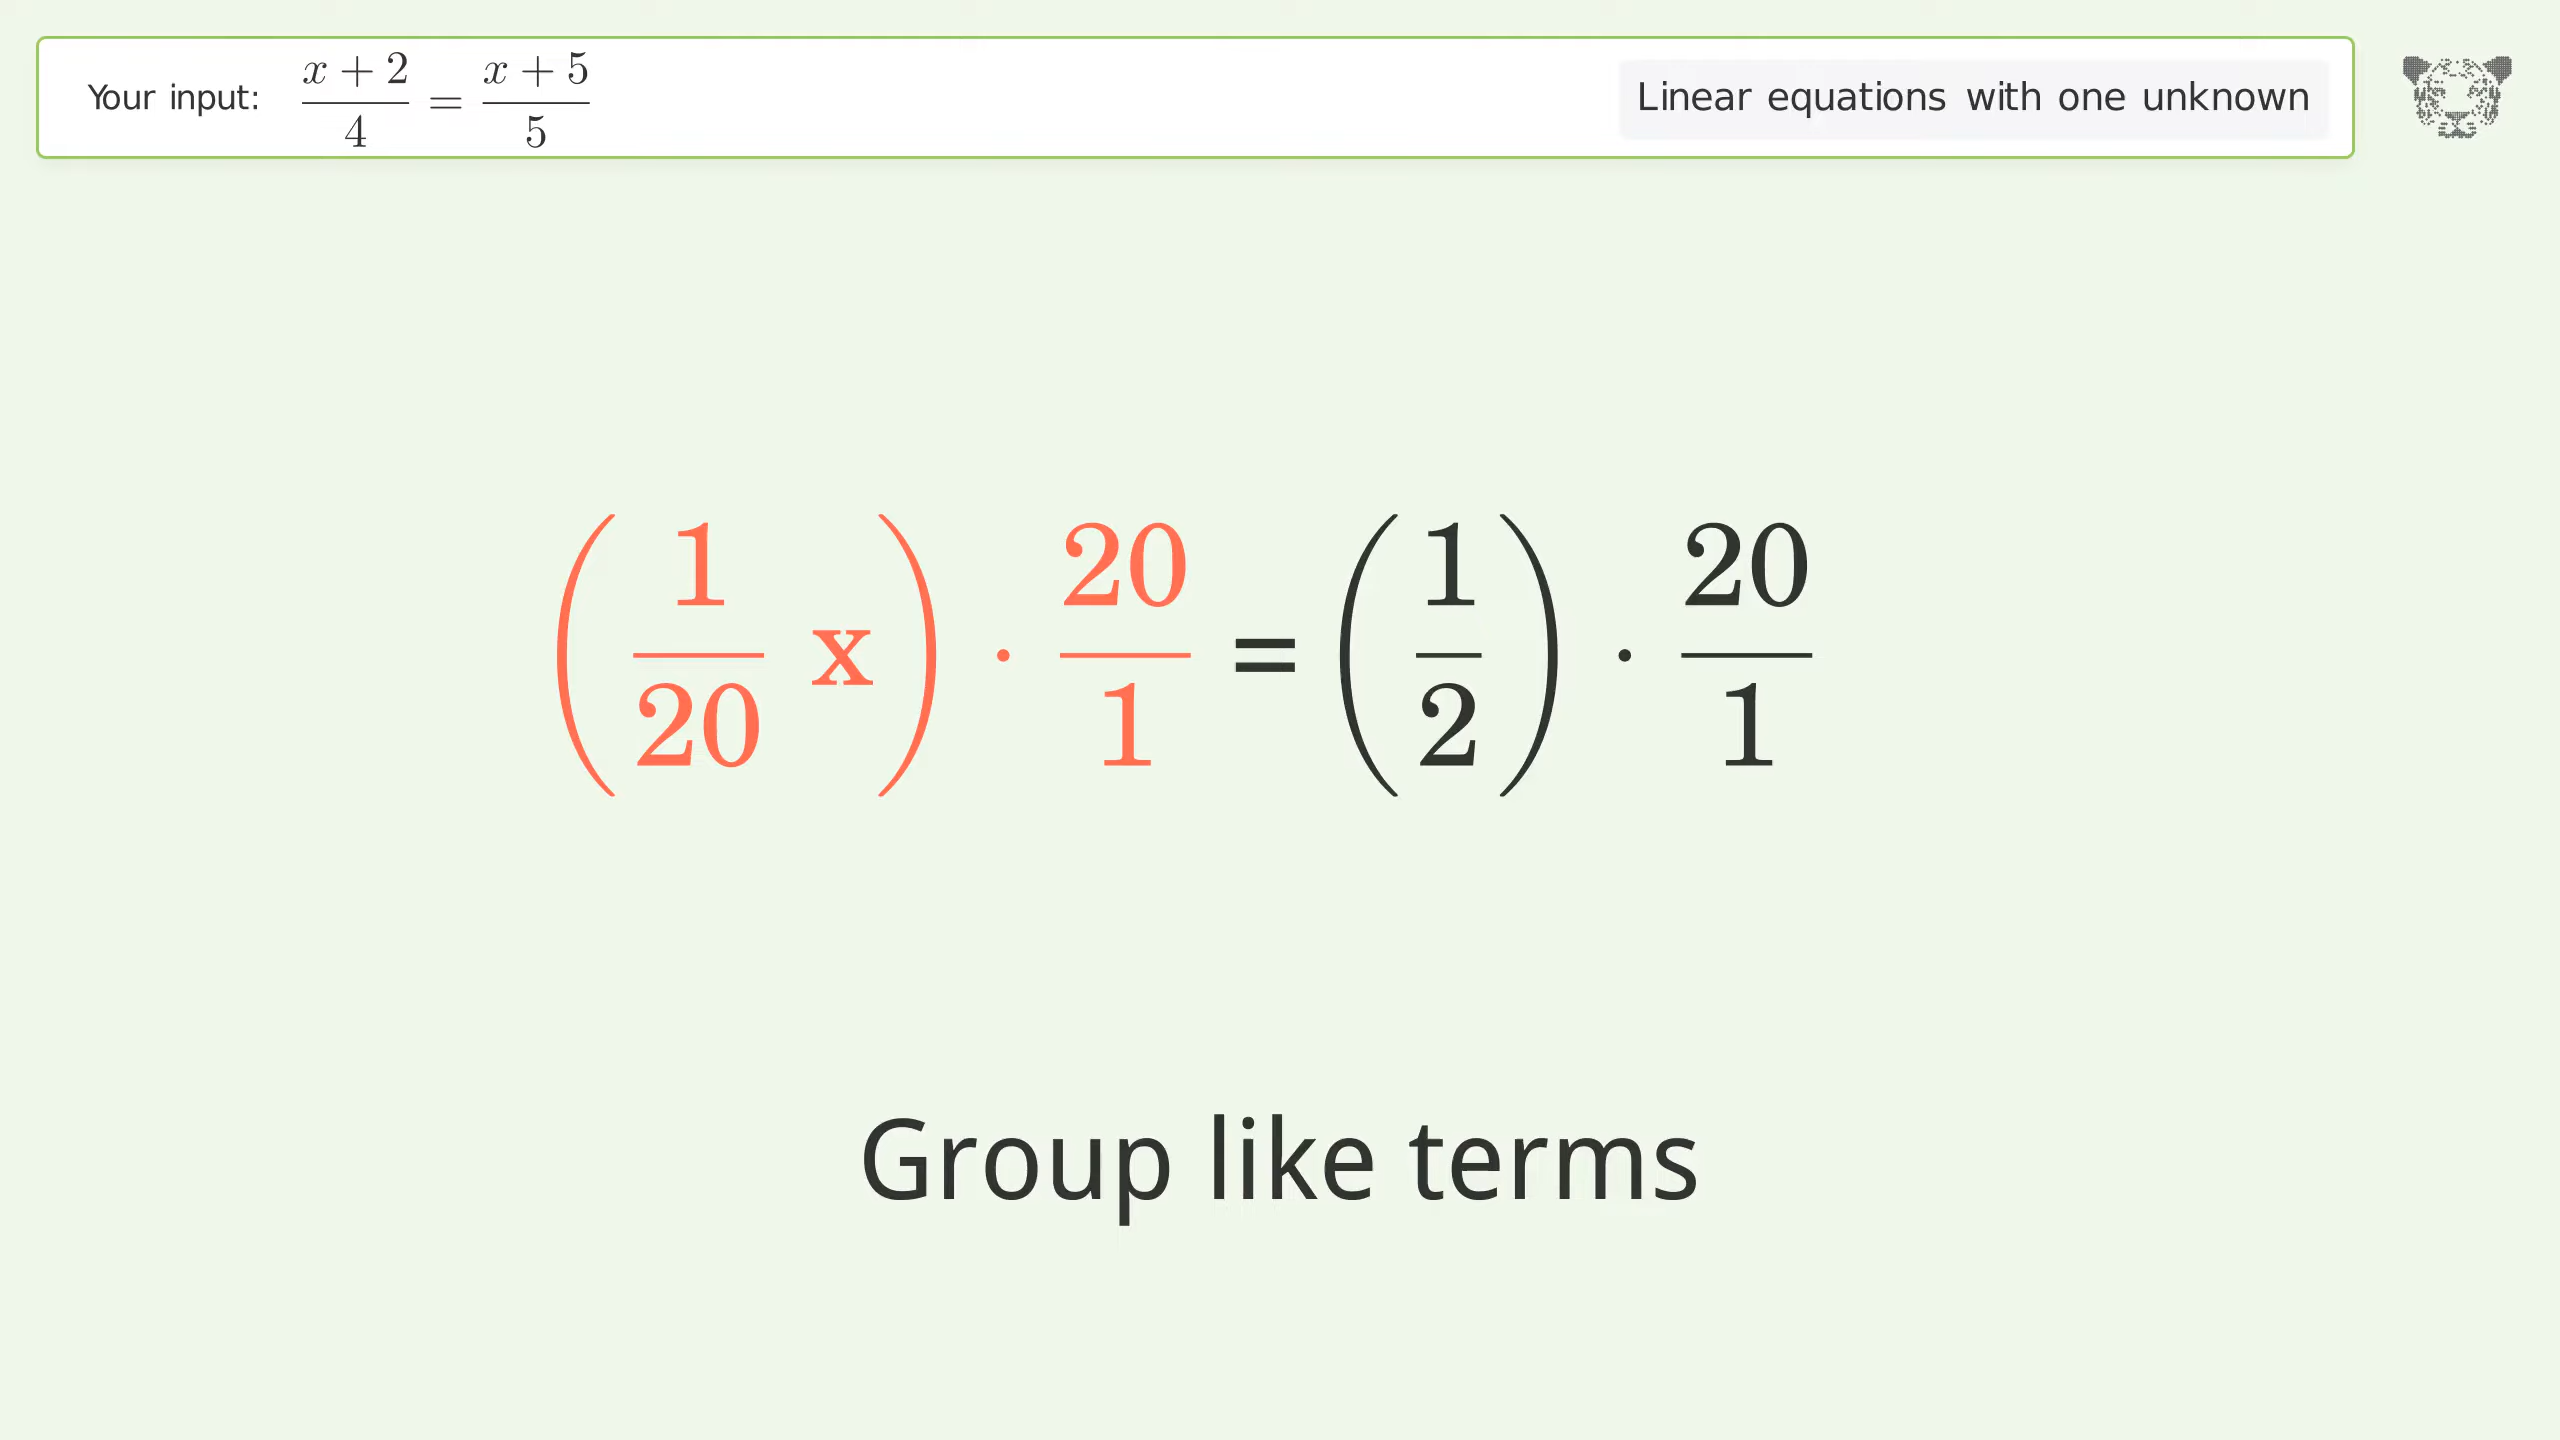 Your input: (x + 2)/4 = (x + 5)/5
Linear equations with one unknown
(1/20 x) · 20/1 = (1/2) · 20/1
Group like terms